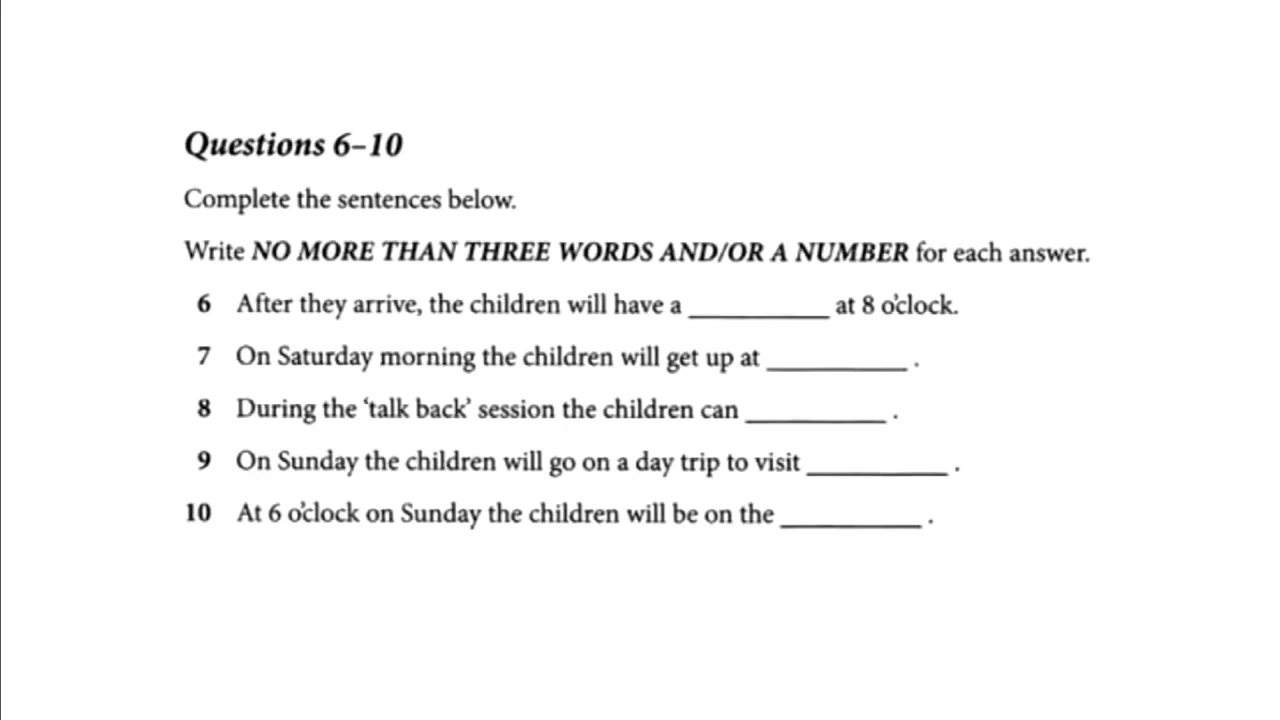 Questions 6–10
Complete the sentences below.
Write NO MORE THAN THREE WORDS AND/OR A NUMBER for each answer.
6 After they arrive, the children will have a __________ at 8 o'clock.
7 On Saturday morning the children will get up at __________ .
8 During the ‘talk back’ session the children can __________ .
9 On Sunday the children will go on a day trip to visit __________ .
10 At 6 o'clock on Sunday the children will be on the __________ .